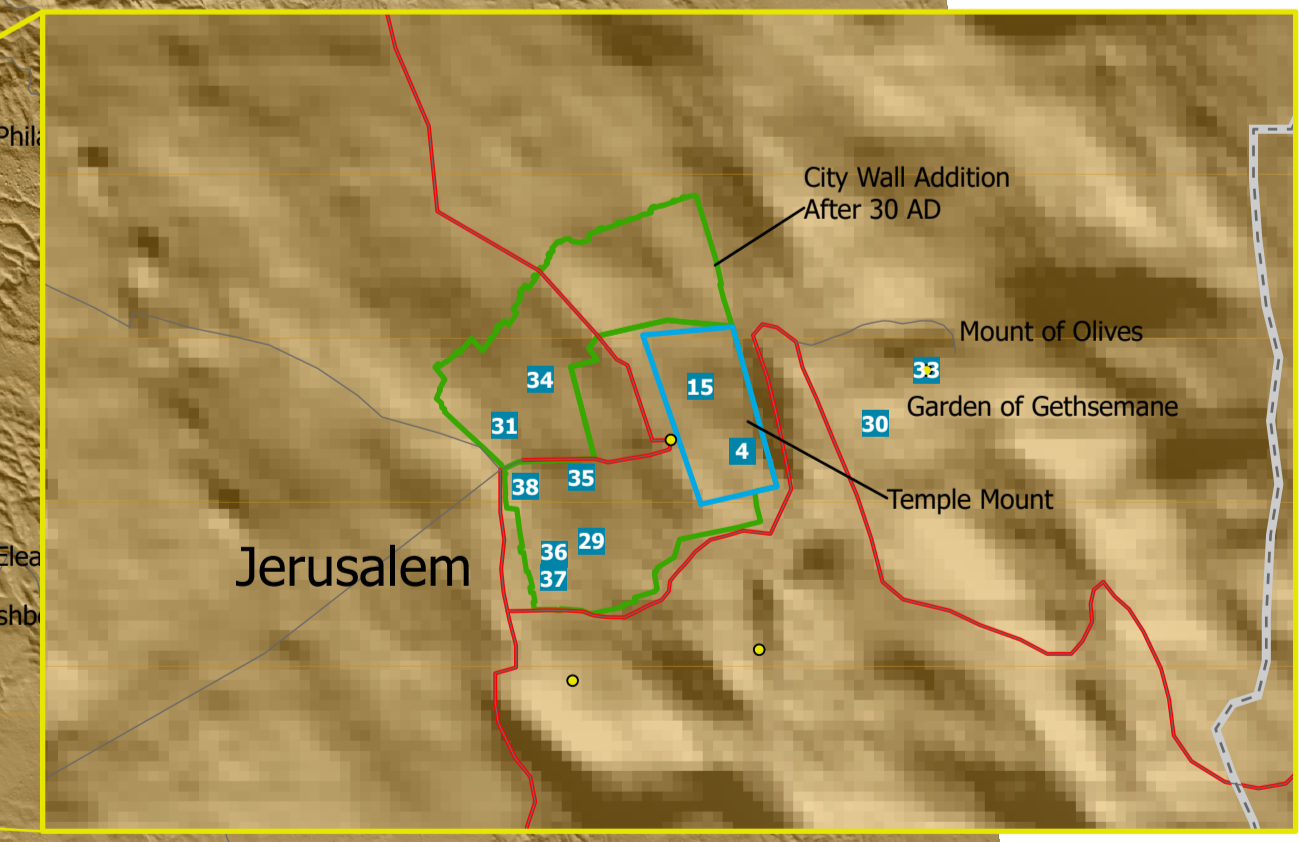 City Wall Addition
After 30 AD
Phila
Mount of Olives
33
34
15
Garden of Gethsemane
31
30
4
35
38
Temple Mount
29
36
Jerusalem
37